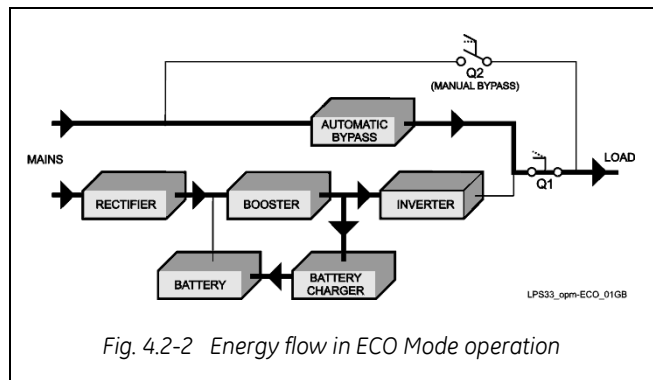 Q2
(MANUAL BYPASS)
AUTOMATIC
BYPASS
MAINS
LOAD
Q1
RECTIFIER
BOOSTER
INVERTER
BATTERY
BATTERY
CHARGER
LPS33_opm-ECO_01GB
Fig. 4.2-2 Energy flow in ECO Mode operation